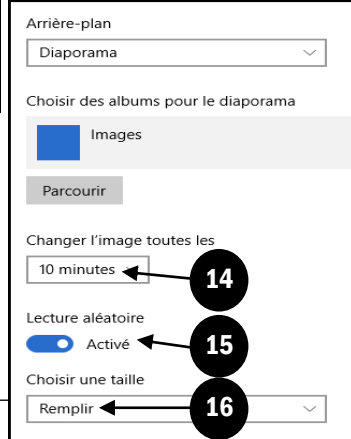 Arrière-plan
Diaporama
Choisir des albums pour le diaporama
Images
Parcourir
Changer l'image toutes les
10 minutes
14
Lecture aléatoire
Activé
15
Choisir une taille
Remplir
16